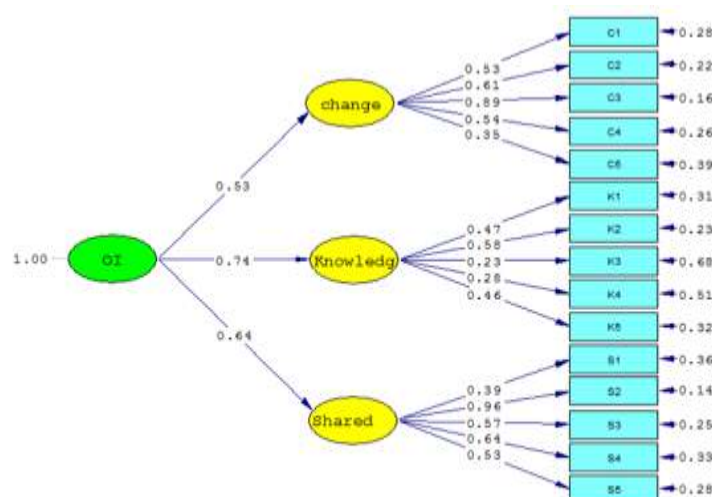 C1
0.28
C2
0.22
0.53
0.61
change
0.89
C3
0.16
0.54
0.35
C4
0.26
0.53
0.39
K1
0.31
0.47
0.58
K2
0.23
1.00
OI
0.74
Knowledg
0.23
K3
0.68
0.28
0.46
K4
0.51
K5
0.32
0.64
S1
0.36
0.39
0.96
S2
0.14
Shared
0.57
S3
0.25
0.64
0.53
S4
0.33
S5
0.28